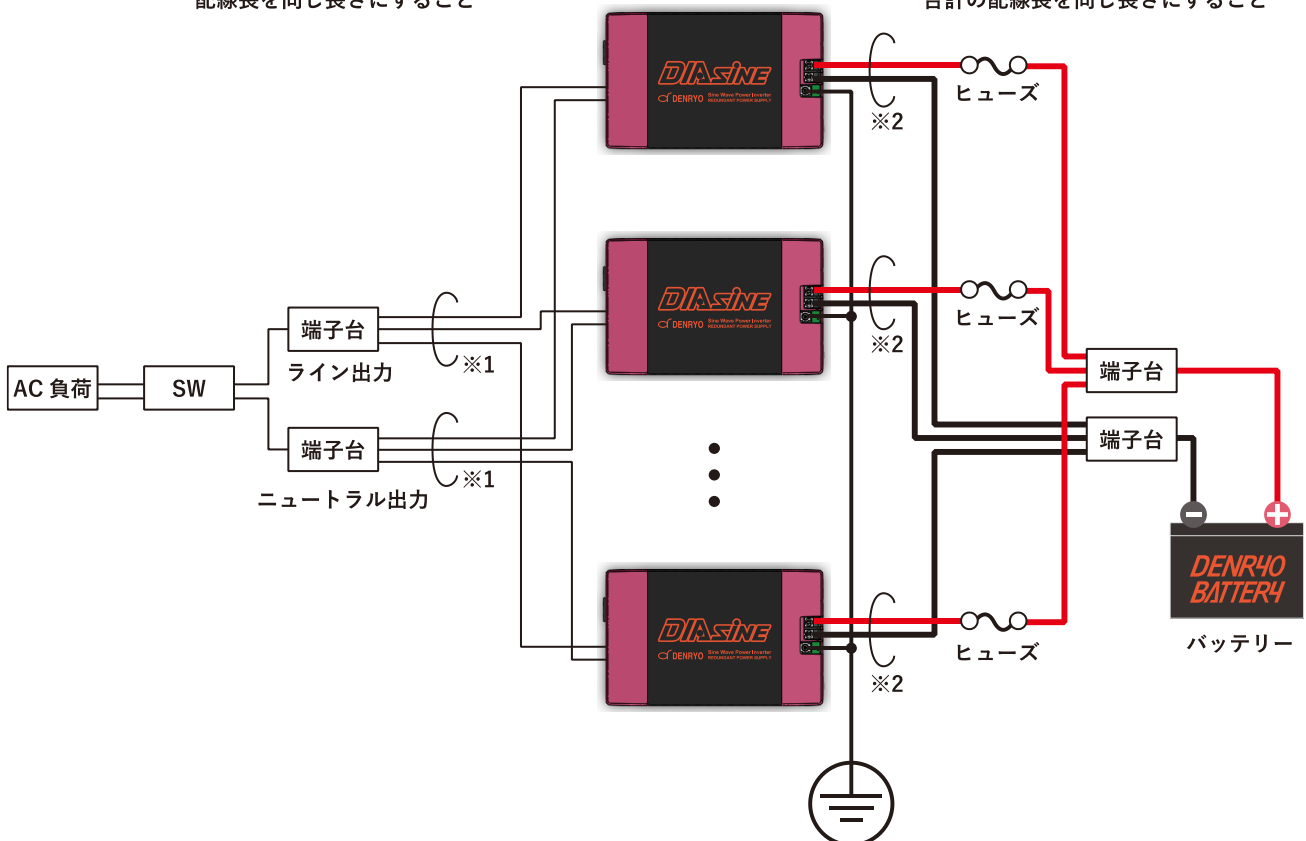 配線長を同じ長さにすること
合計の配線長を同じ長さにすること
DIAsine
DENRYO
Sine Wave Power Inverter
REDUNDANT POWER SUPPLY
ヒューズ
※2
DIAsine
DENRYO
Sine Wave Power Inverter
REDUNDANT POWER SUPPLY
ヒューズ
※2
端子台
ライン出力
※1
AC 負荷
SW
端子台
ニュートラル出力
※1
端子台
端子台
DENRYO
BATTERY
バッテリー
DIAsine
DENRYO
Sine Wave Power Inverter
REDUNDANT POWER SUPPLY
ヒューズ
※2